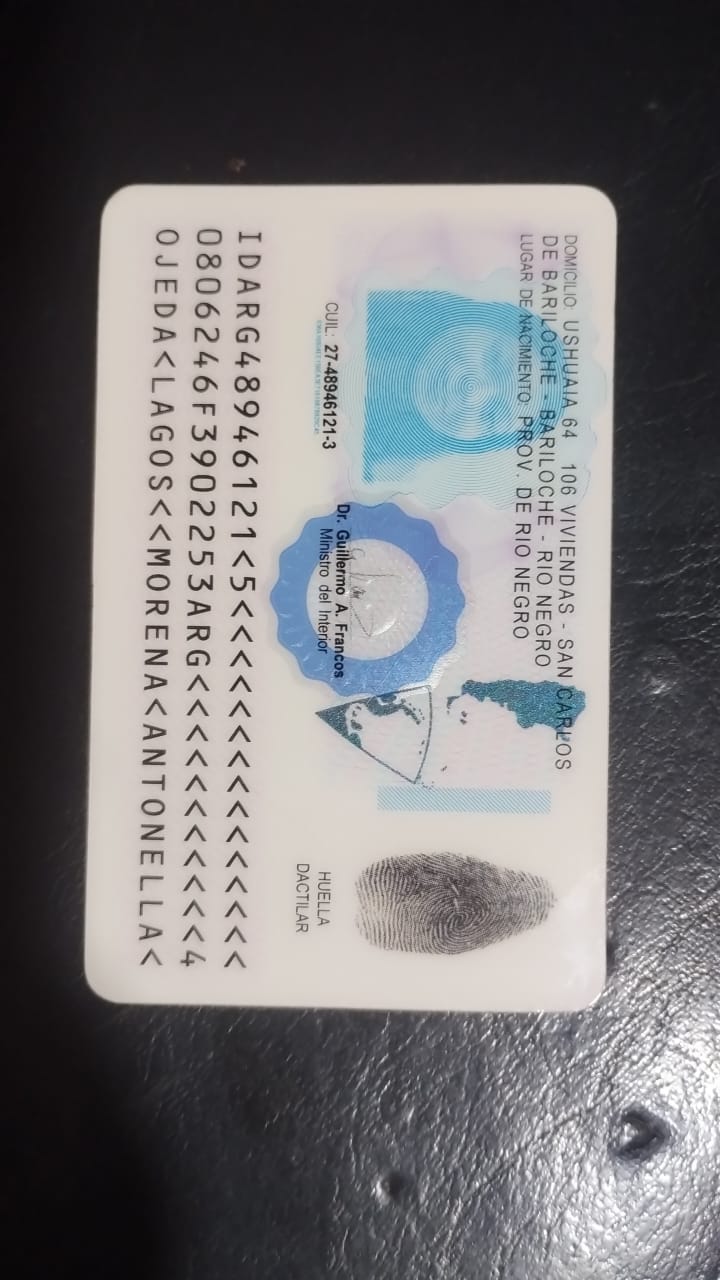 DOMICILIO: USHUAIA 64 106 VIVIENDAS - SAN CARLOS
DE BARILOCHE - BARILOCHE - RIO NEGRO
LUGAR DE NACIMIENTO: PROV. DE RIO NEGRO
CUIL: 27-48946121-3
Dr. Guillermo A. Francos
Ministro del Interior
HUELLA
DACTILAR
IDARG48946121<5<<<<<<<<<<<<<<<
0806246F3902253ARG<<<<<<<<<<<4
OJEDA<LAGOS<<MORENA<ANTONELLA<